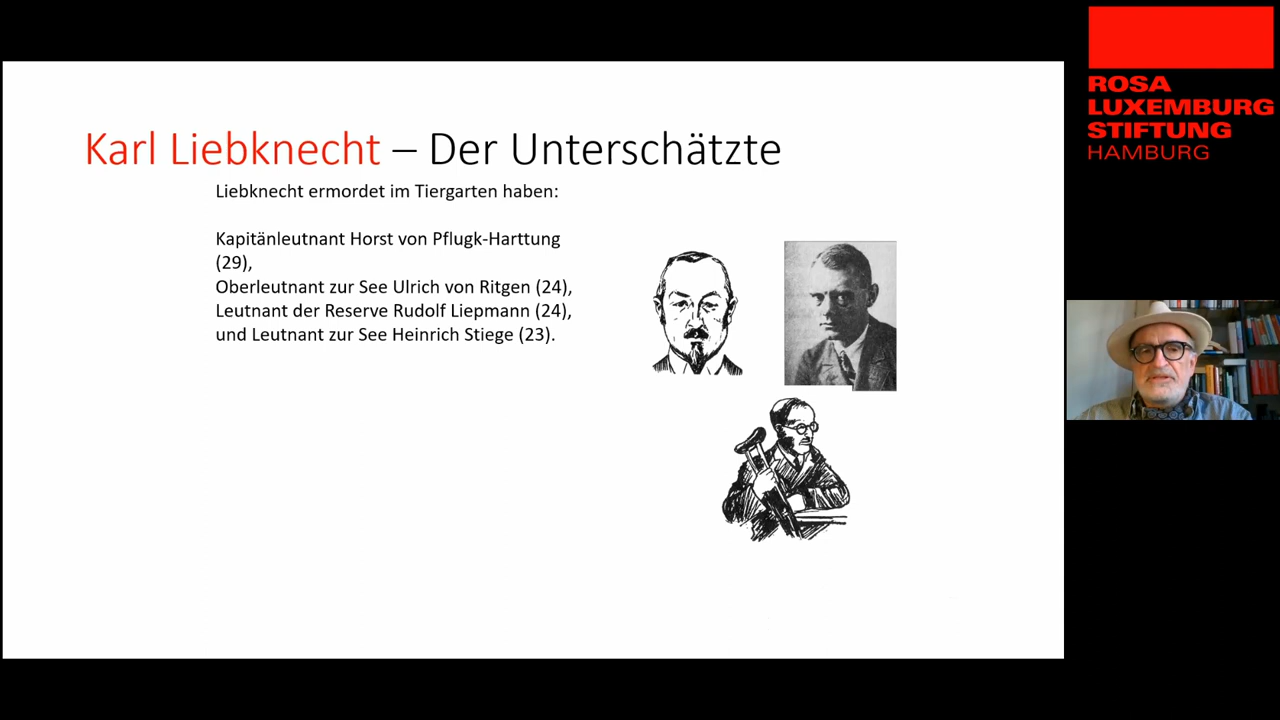 Karl Liebknecht – Der Unterschätzte
Liebknecht ermordet im Tiergarten haben:
Kapitänleutnant Horst von Pflugk-Harttung
(29),
Oberleutnant zur See Ulrich von Ritgen (24),
Leutnant der Reserve Rudolf Liepmann (24),
und Leutnant zur See Heinrich Stiege (23).
ROSA
LUXEMBURG
STIFTUNG
HAMBURG